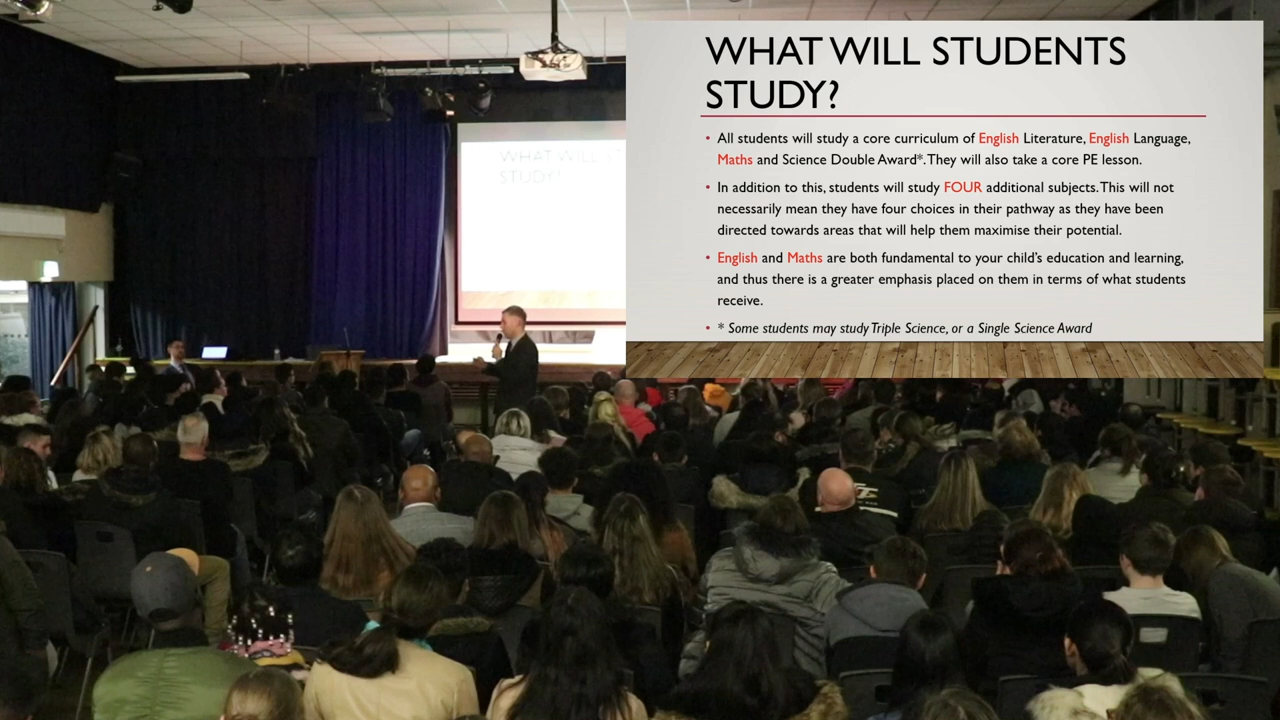 WHAT WILL STUDENTS
STUDY?
• All students will study a core curriculum of English Literature, English Language,
Maths and Science Double Award*. They will also take a core PE lesson.
• In addition to this, students will study FOUR additional subjects. This will not
necessarily mean they have four choices in their pathway as they have been
directed towards areas that will help them maximise their potential.
• English and Maths are both fundamental to your child's education and learning,
and thus there is a greater emphasis placed on them in terms of what students
receive.
• * Some students may study Triple Science, or a Single Science Award
WHAT WILL ST
STUDY?